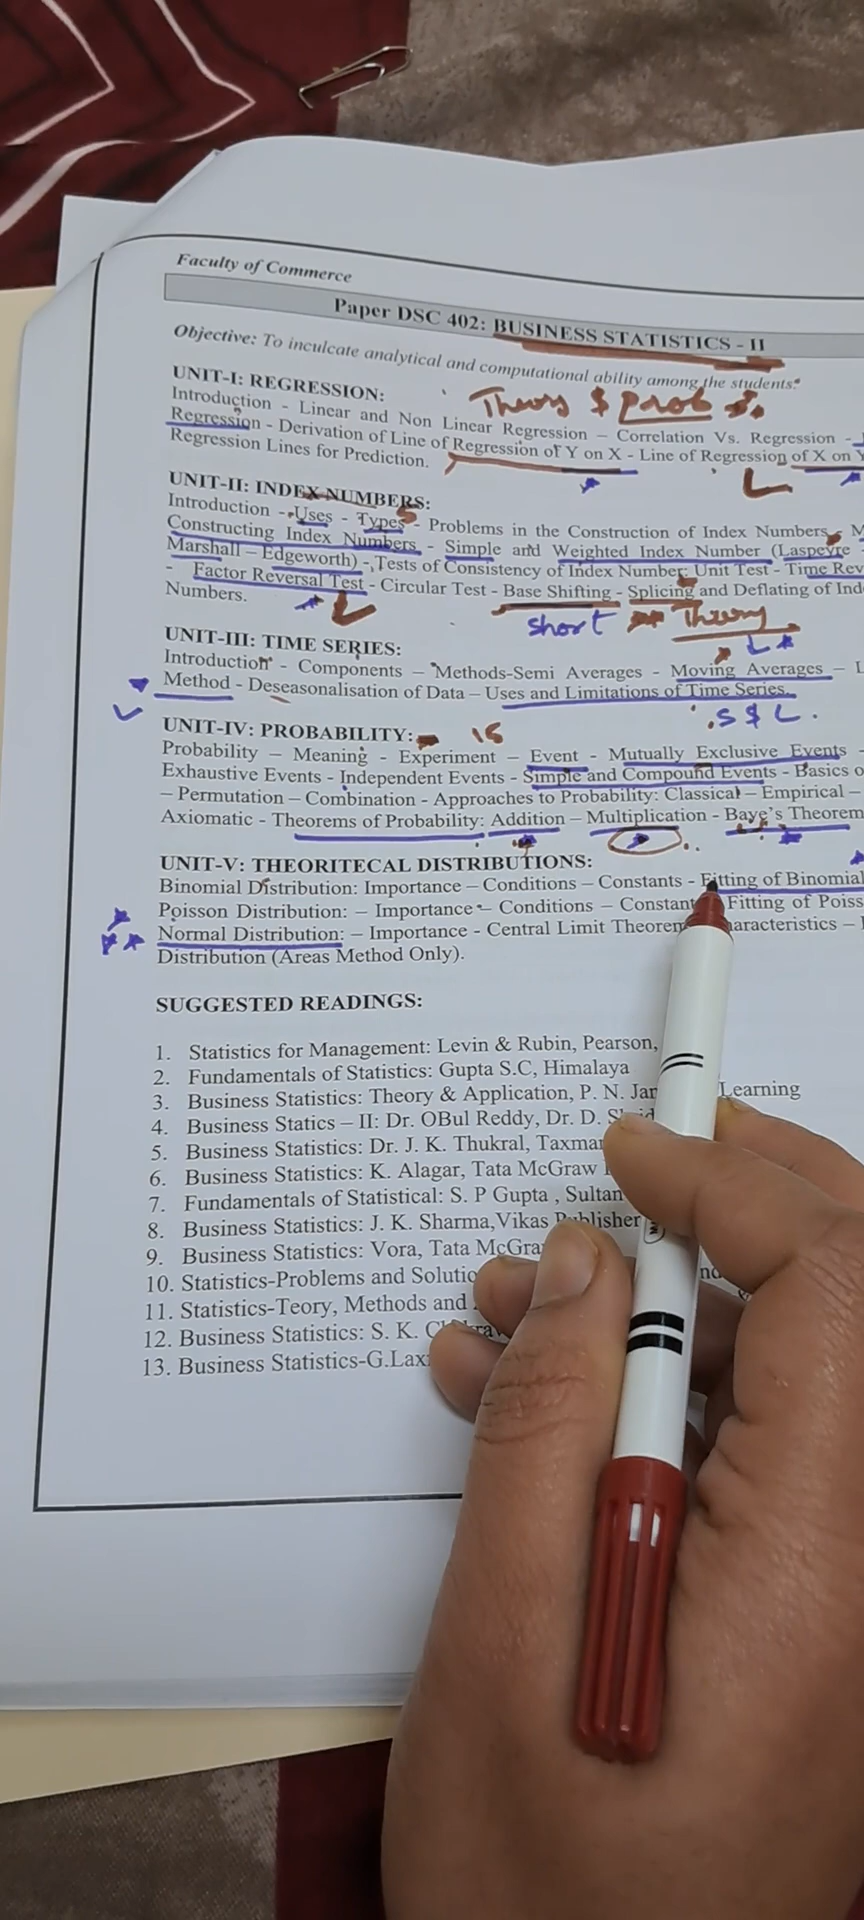 Faculty of Commerce
Paper DSC 402: BUSINESS STATISTICS - II
Objective: To inculcate analytical and computational ability among the students.
UNIT-I: REGRESSION:
Theory & prob
Introduction - Linear and Non Linear Regression – Correlation Vs. Regression -
Regression - Derivation of Line of Regression of Y on X - Line of Regression of X on Y
Regression Lines for Prediction.
L
UNIT-II: INDEX NUMBERS:
Introduction - Uses - Types - Problems in the Construction of Index Numbers -
Constructing Index Numbers - Simple and Weighted Index Number (Laspeyre -
Marshall – Edgeworth) - Tests of Consistency of Index Number: Unit Test - Time Rev
- Factor Reversal Test - Circular Test - Base Shifting - Splicing and Deflating of Ind
Numbers.
short Theory
UNIT-III: TIME SERIES:
L
Introduction - Components – Methods-Semi Averages - Moving Averages – L
Method - Deseasonalisation of Data – Uses and Limitations of Time Series.
S & L.
UNIT-IV: PROBABILITY:
Probability – Meaning - Experiment – Event - Mutually Exclusive Events -
Exhaustive Events - Independent Events - Simple and Compound Events - Basics o
– Permutation – Combination - Approaches to Probability: Classical – Empirical –
Axiomatic - Theorems of Probability: Addition – Multiplication - Baye's Theorem
UNIT-V: THEORITECAL DISTRIBUTIONS:
Binomial Distribution: Importance – Conditions – Constants - Fitting of Binomial
Poisson Distribution: – Importance – Conditions – Constant Fitting of Poiss
Normal Distribution: – Importance - Central Limit Theorem aracteristics –
Distribution (Areas Method Only).
SUGGESTED READINGS:
1. Statistics for Management: Levin & Rubin, Pearson,
2. Fundamentals of Statistics: Gupta S.C, Himalaya
3. Business Statistics: Theory & Application, P. N. Jan Learning
4. Business Statics – II: Dr. OBul Reddy, Dr. D.
5. Business Statistics: Dr. J. K. Thukral, Taxman
6. Business Statistics: K. Alagar, Tata McGraw
7. Fundamentals of Statistical: S. P Gupta , Sultan
8. Business Statistics: J. K. Sharma,Vikas Publisher
9. Business Statistics: Vora, Tata McGra
10. Statistics-Problems and Solutio
11. Statistics-Teory, Methods and
12. Business Statistics: S. K.
13. Business Statistics-G.Lax